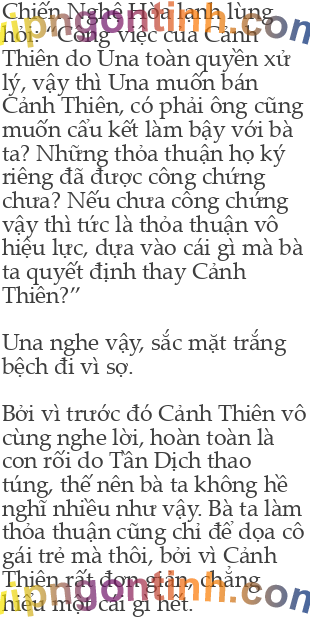 Chiến Nghệ Hòa lạnh lùng
hỏi: “Công việc của Cảnh
Thiên do Una toàn quyền xử
lý, vậy thì Una muốn bán
Cảnh Thiên, có phải ông cũng
muốn cẩu kết làm bậy với bà
ta? Những thỏa thuận họ ký
riêng đã được công chứng
chưa? Nếu chưa công chứng
vậy thì tức là thỏa thuận vô
hiệu lực, dựa vào cái gì mà bà
ta quyết định thay Cảnh
Thiên?”
Una nghe vậy, sắc mặt trắng
bệch đi vì sợ.
Bởi vì trước đó Cảnh Thiên vô
cùng nghe lời, hoàn toàn là
con rối do Tần Dịch thao
túng, thế nên bà ta không hề
nghĩ nhiều như vậy. Bà ta làm
thỏa thuận cũng chỉ để dọa cô
gái trẻ mà thôi, bởi vì Cảnh
Thiên rất đơn giản, chẳng
hiểu một cái gì hết.
vipngontinh.com